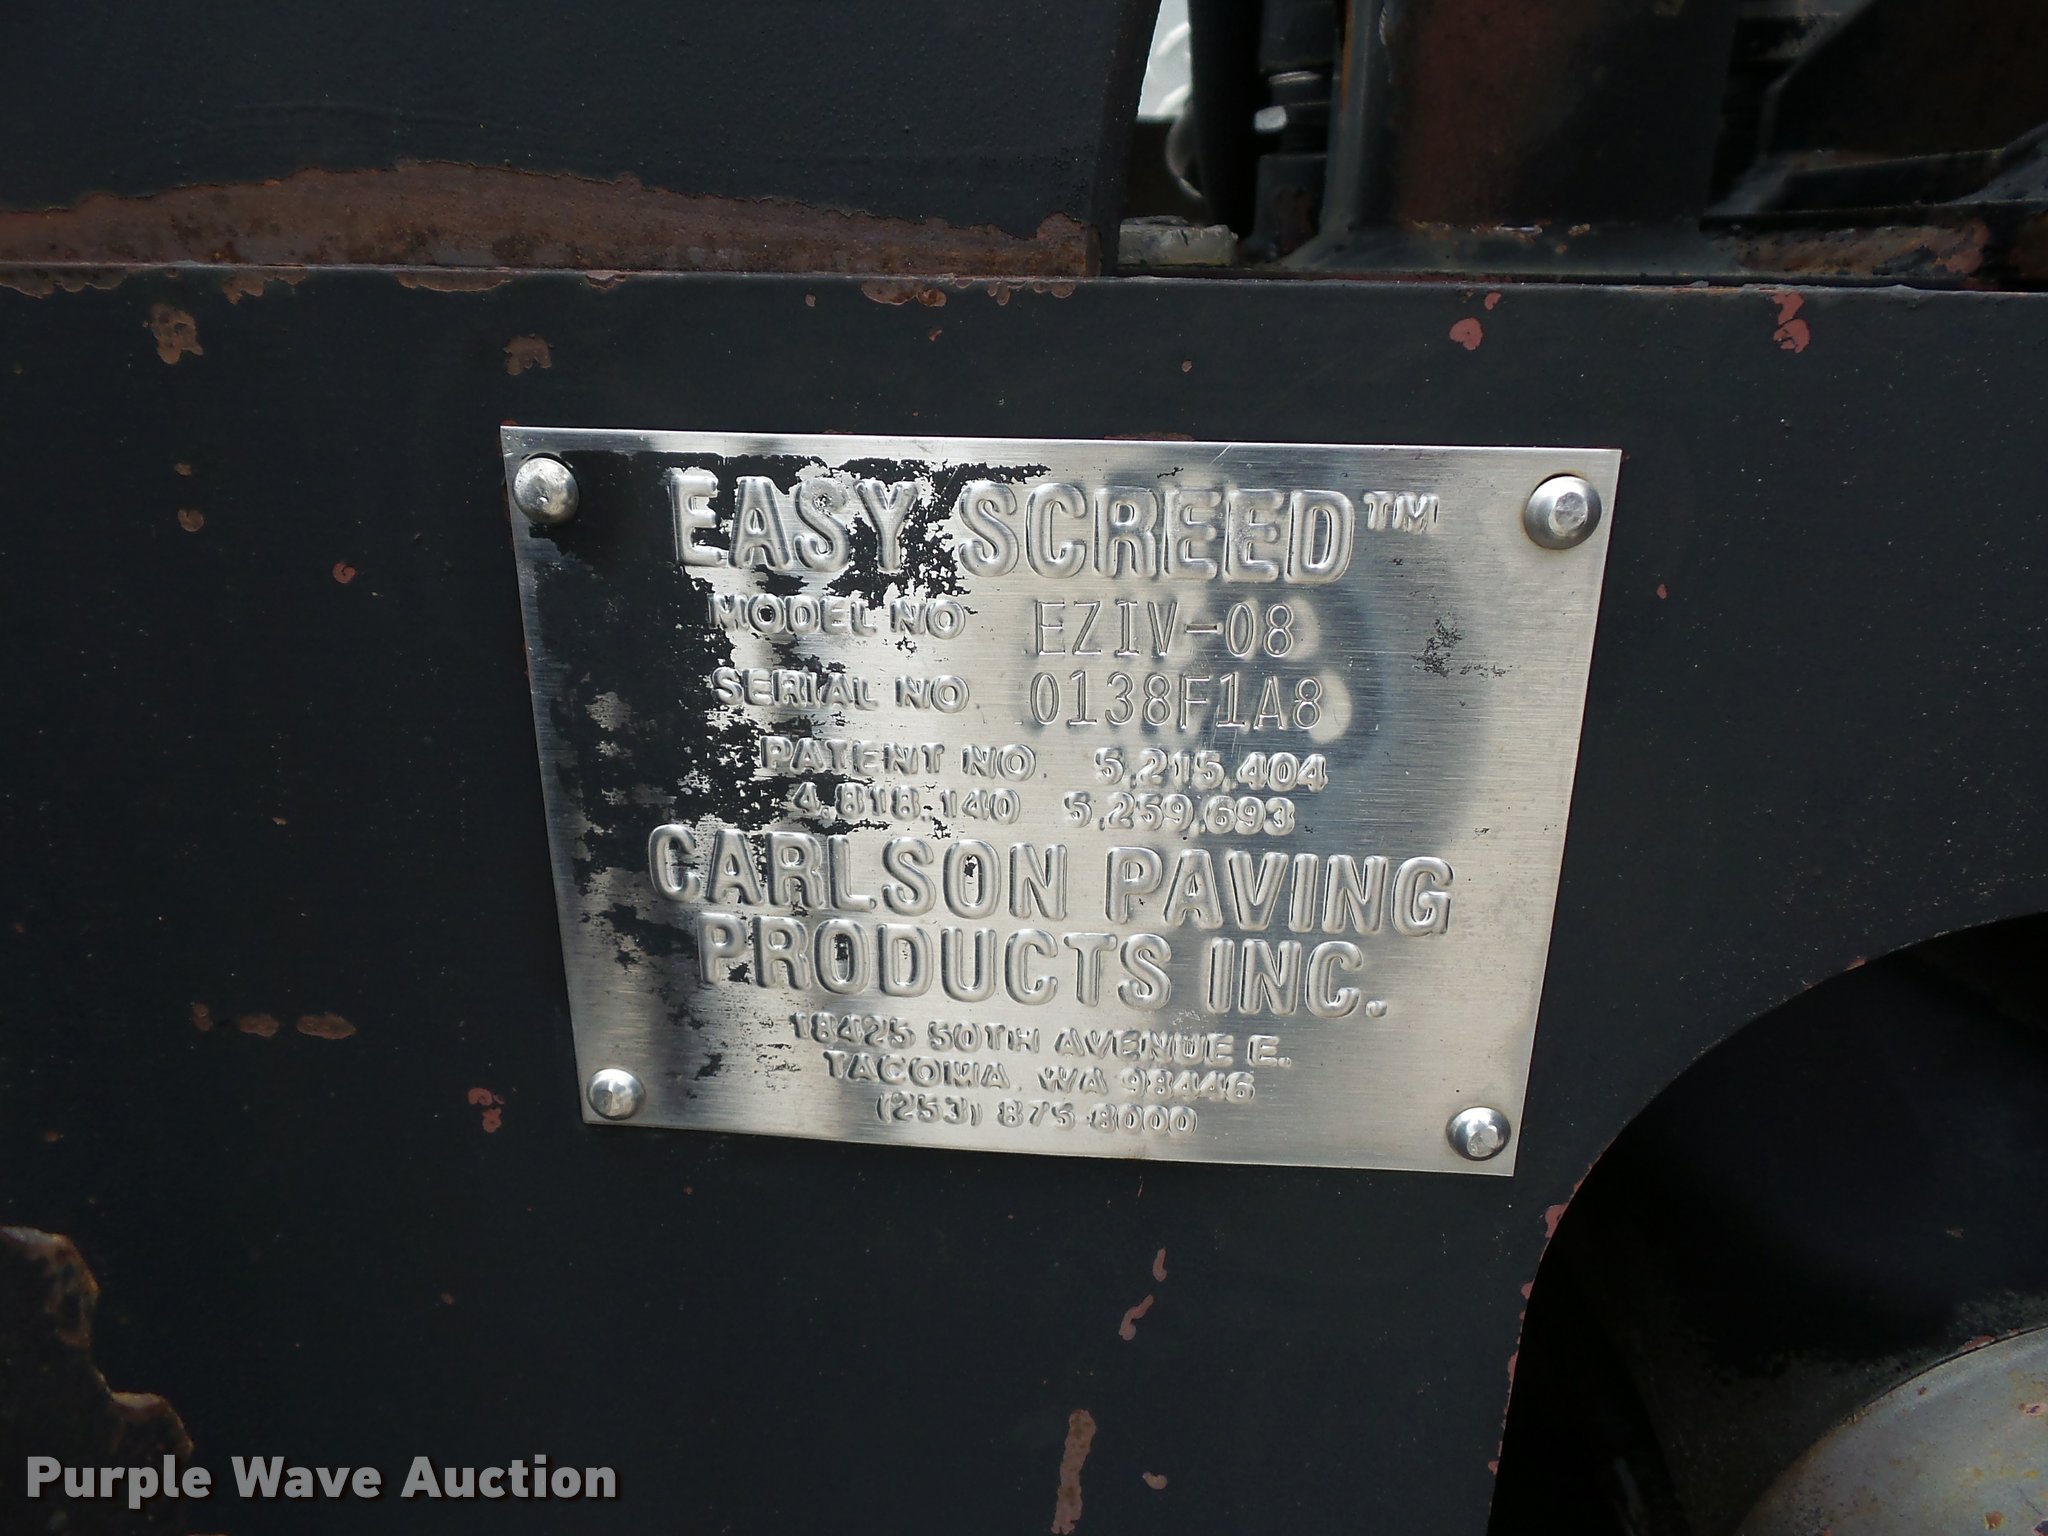 EASY SCREED™
MODEL NO. EZIV-08
SERIAL NO. 0138F1A8
PATENT NO. 5,215,404
4,818,140 5,259,693
CARLSON PAVING
PRODUCTS INC.
18425 50TH AVENUE E.
TACOMA, WA 98446
(253) 875-8000
Purple Wave Auction